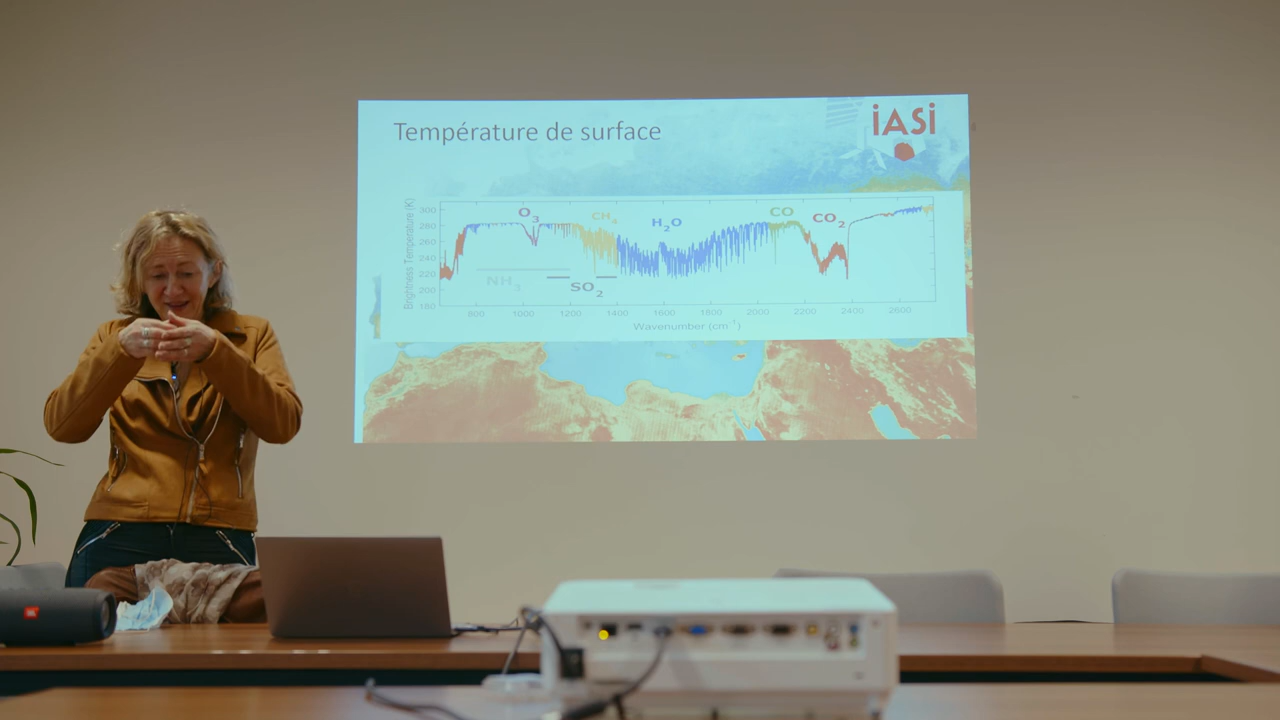 Température de surface
iASi
Brightness Temperature (K)
300
280
260
240
220
200
180
O3
CH4
H2O
CO
CO2
NH3
SO2
800
1000
1200
1400
1600
1800
2000
2200
2400
2600
Wavenumber (cm-1)
JBL